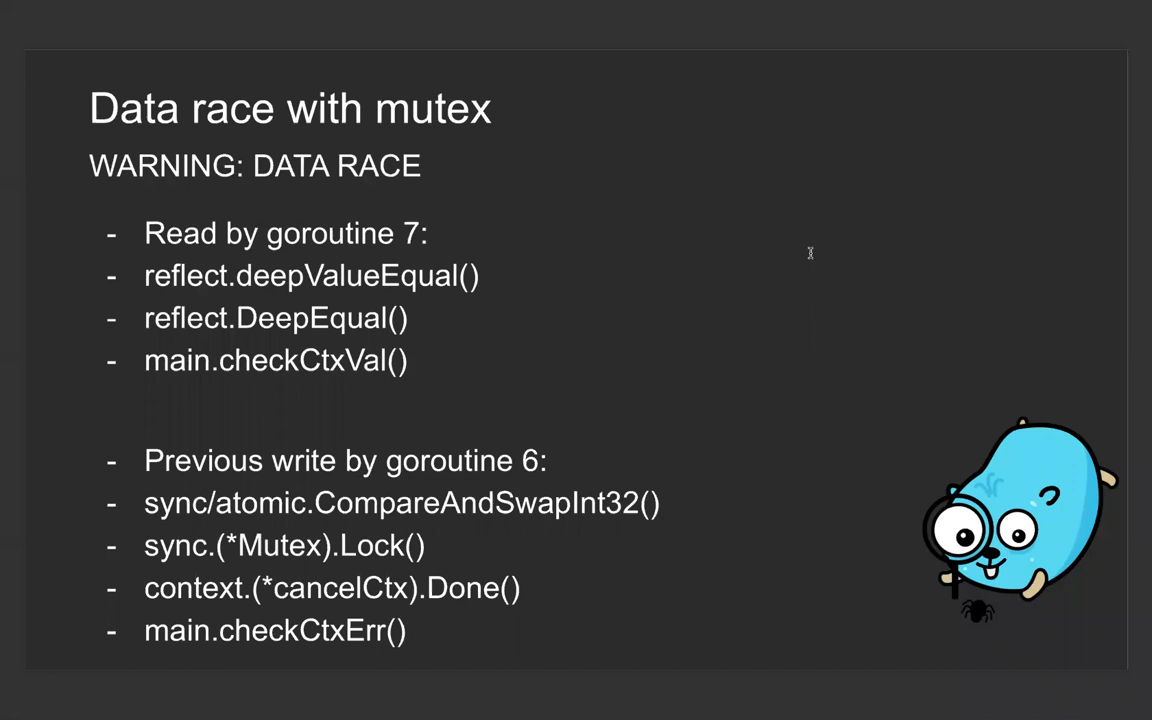 Data race with mutex
WARNING: DATA RACE
- Read by goroutine 7:
- reflect.deepValueEqual()
- reflect.DeepEqual()
- main.checkCtxVal()
- Previous write by goroutine 6:
- sync/atomic.CompareAndSwapInt32()
- sync.(*Mutex).Lock()
- context.(*cancelCtx).Done()
- main.checkCtxErr()